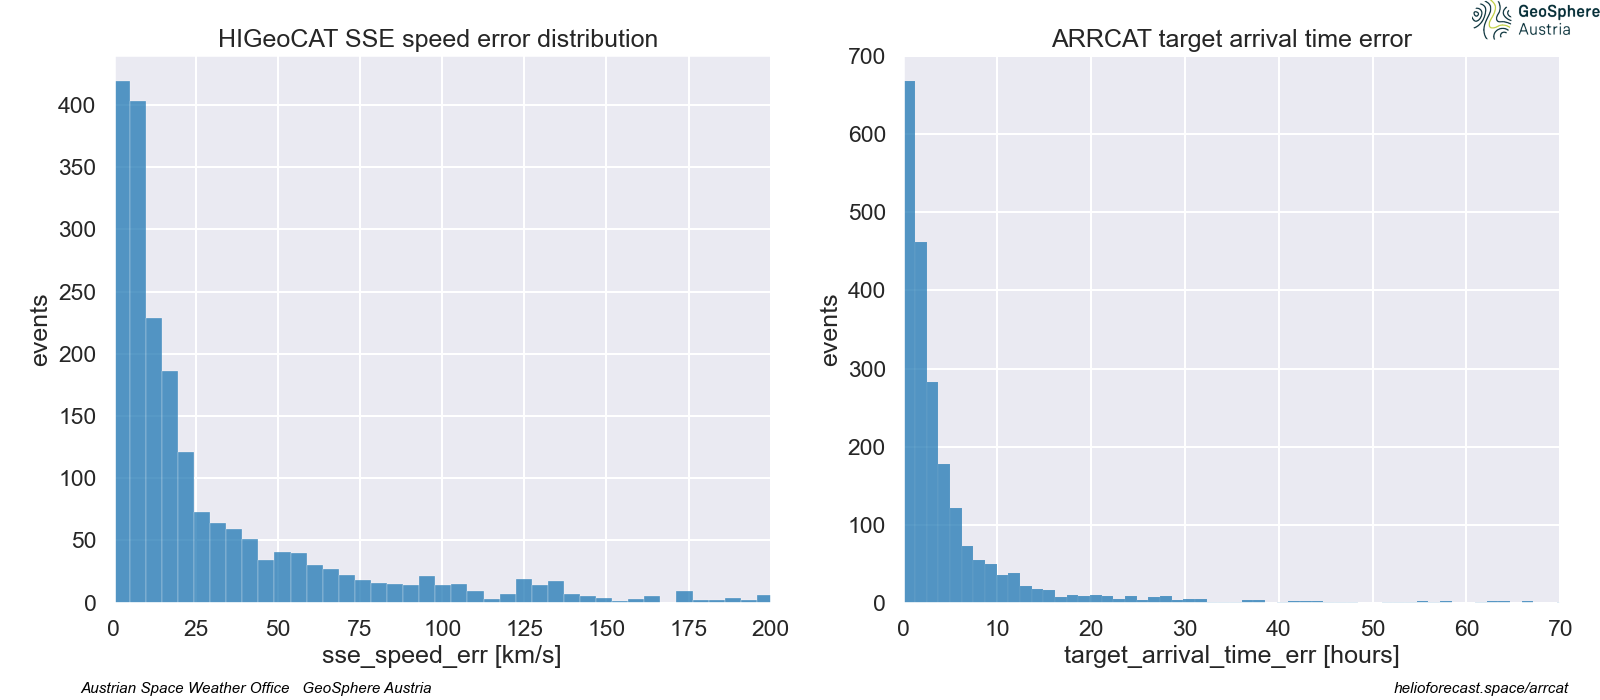 GeoSphere
Austria
HIGeoCAT SSE speed error distribution
400
350
300
250
200
150
100
50
0
events
0 25 50 75 100 125 150 175 200
sse_speed_err [km/s]
ARRCAT target arrival time error
700
600
500
400
300
200
100
0
events
0 10 20 30 40 50 60 70
target_arrival_time_err [hours]
Austrian Space Weather Office GeoSphere Austria
helioforecast.space/arrcat